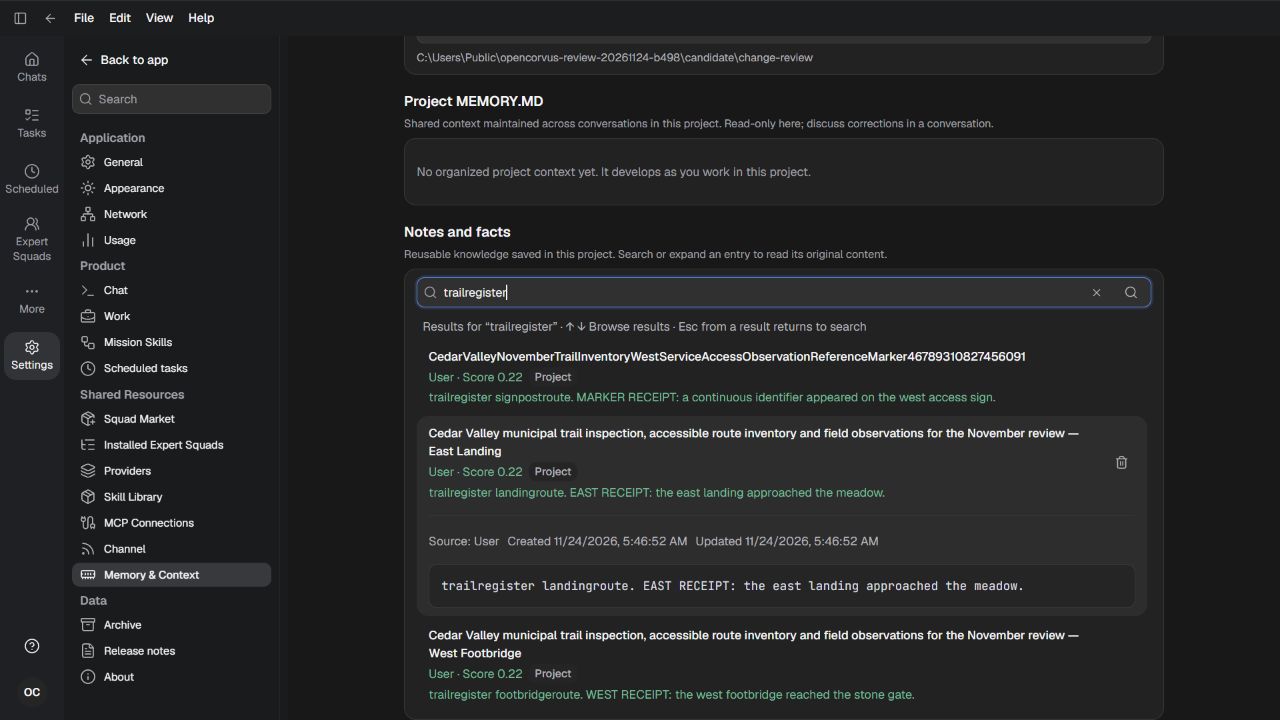 File Edit View Help
Chats
Tasks
Scheduled
Expert
Squads
More
Settings
OC
Back to app
Search
Application
General
Appearance
Network
Usage
Product
Chat
Work
Mission Skills
Scheduled tasks
Shared Resources
Squad Market
Installed Expert Squads
Providers
Skill Library
MCP Connections
Channel
Memory & Context
Data
Archive
Release notes
About
C:\Users\Public\opencorvus-review-20261124-b498\candidate\change-review
Project MEMORY.MD
Shared context maintained across conversations in this project. Read-only here; discuss corrections in a conversation.
No organized project context yet. It develops as you work in this project.
Notes and facts
Reusable knowledge saved in this project. Search or expand an entry to read its original content.
trailregister
Results for “trailregister” · ↑ ↓ Browse results · Esc from a result returns to search
CedarValleyNovemberTrailInventoryWestServiceAccessObservationReferenceMarker46789310827456091
User · Score 0.22 Project
trailregister signpostroute. MARKER RECEIPT: a continuous identifier appeared on the west access sign.
Cedar Valley municipal trail inspection, accessible route inventory and field observations for the November review —
East Landing
User · Score 0.22 Project
trailregister landingroute. EAST RECEIPT: the east landing approached the meadow.
Source: User Created 11/24/2026, 5:46:52 AM Updated 11/24/2026, 5:46:52 AM
trailregister landingroute. EAST RECEIPT: the east landing approached the meadow.
Cedar Valley municipal trail inspection, accessible route inventory and field observations for the November review —
West Footbridge
User · Score 0.22 Project
trailregister footbridgeroute. WEST RECEIPT: the west footbridge reached the stone gate.